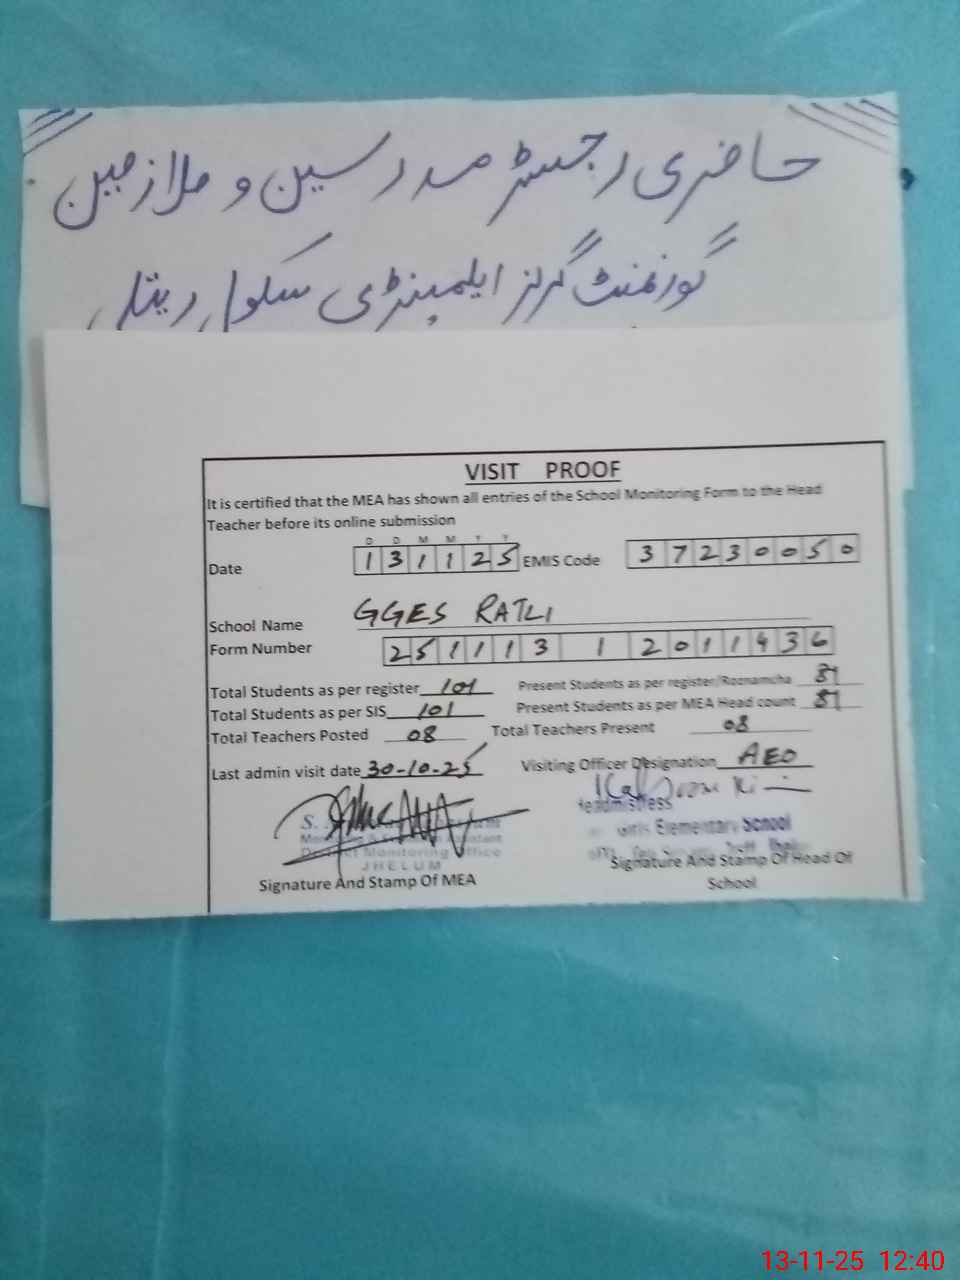 حاضری رجسٹر مدرسین و ملازمین
گورنمنٹ گرلز ایلمینٹری سکول
VISIT PROOF
It is certified that the MEA has shown all entries of the School Monitoring Form to the Head
Teacher before its online submission
D D M M Y Y
Date 131125 EMIS Code 37230050
School Name GGES RATLI
Form Number 251113 1 2011436
Total Students as per register 101 Present Students as per register/Roznamcha 81
Total Students as per SIS 101 Present Students as per MEA Head count 81
Total Teachers Posted 08 Total Teachers Present 08
Last admin visit date 30-10-25 Visiting Officer Designation AEO
Headmistress
Girls Elementary School
District Monitoring Office
JHELUM
Signature And Stamp Of MEA
Signature And Stamp Of Head Of
School
13-11-25 12:40